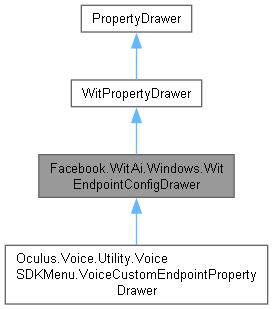 PropertyDrawer
WitPropertyDrawer
Facebook.WitAi.Windows.Wit
EndpointConfigDrawer
Oculus.Voice.Utility.Voice
SDKMenu.VoiceCustomEndpointProperty
Drawer